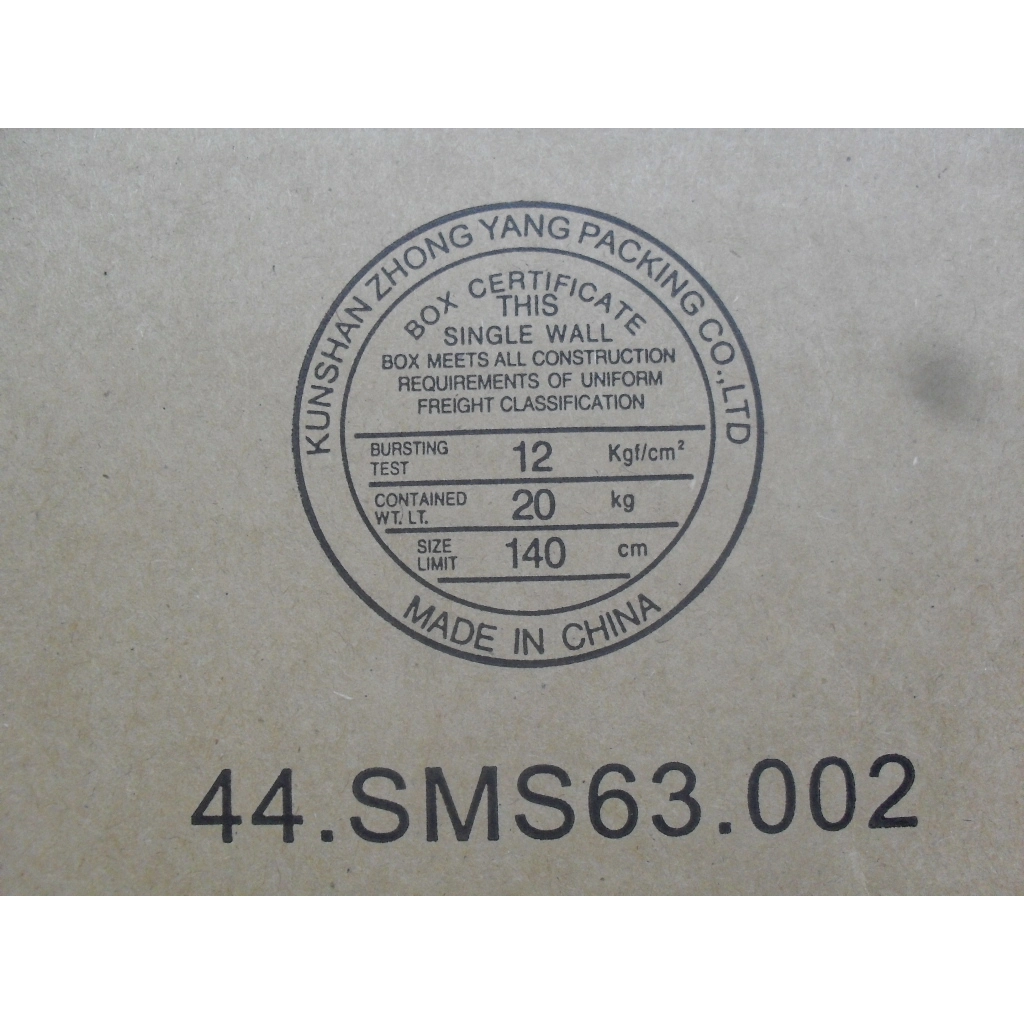 KUNSHAN ZHONG YANG PACKING CO.,LTD
BOX CERTIFICATE
THIS
SINGLE WALL
BOX MEETS ALL CONSTRUCTION
REQUIREMENTS OF UNIFORM
FREIGHT CLASSIFICATION
BURSTING TEST 12 Kgf/cm²
CONTAINED WT. LT. 20 kg
SIZE LIMIT 140 cm
MADE IN CHINA
44.SMS63.002